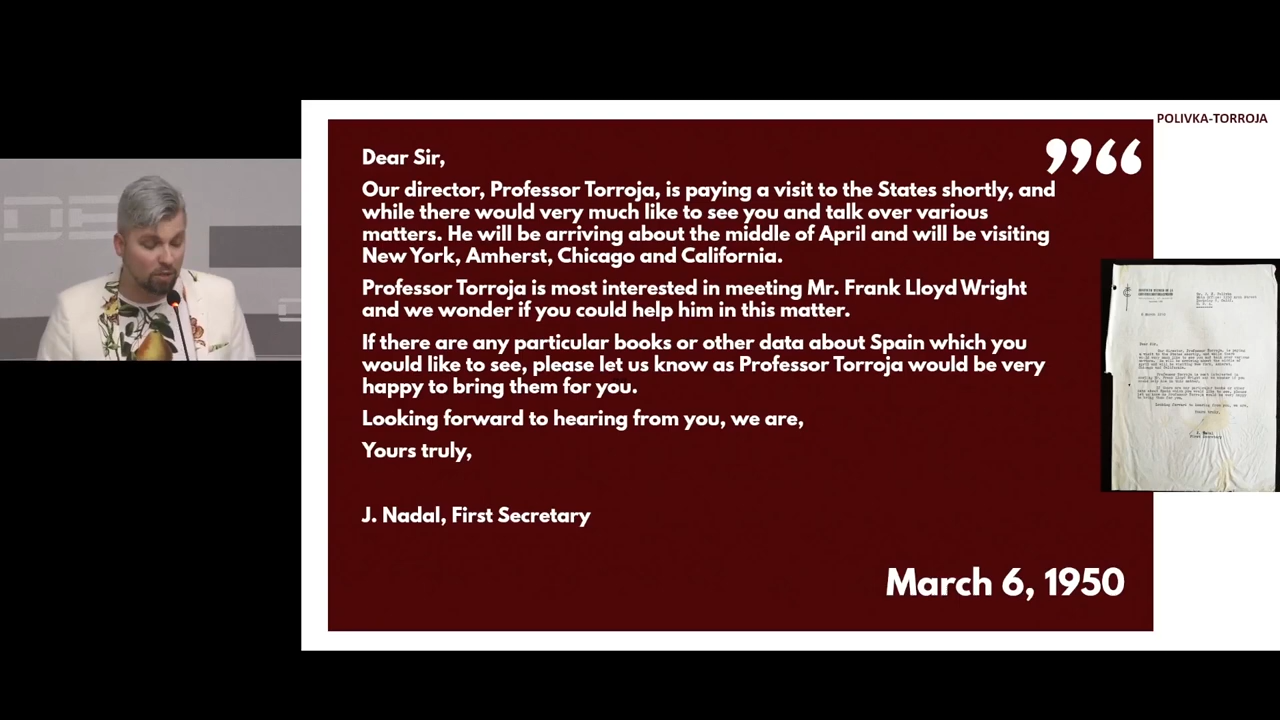 POLIVKA-TORROJA
Dear Sir,
Our director, Professor Torroja, is paying a visit to the States shortly, and
while there would very much like to see you and talk over various
matters. He will be arriving about the middle of April and will be visiting
New York, Amherst, Chicago and California.
Professor Torroja is most interested in meeting Mr. Frank Lloyd Wright
and we wonder if you could help him in this matter.
If there are any particular books or other data about Spain which you
would like to see, please let us know as Professor Torroja would be very
happy to bring them for you.
Looking forward to hearing from you, we are,
Yours truly,
J. Nadal, First Secretary
March 6, 1950